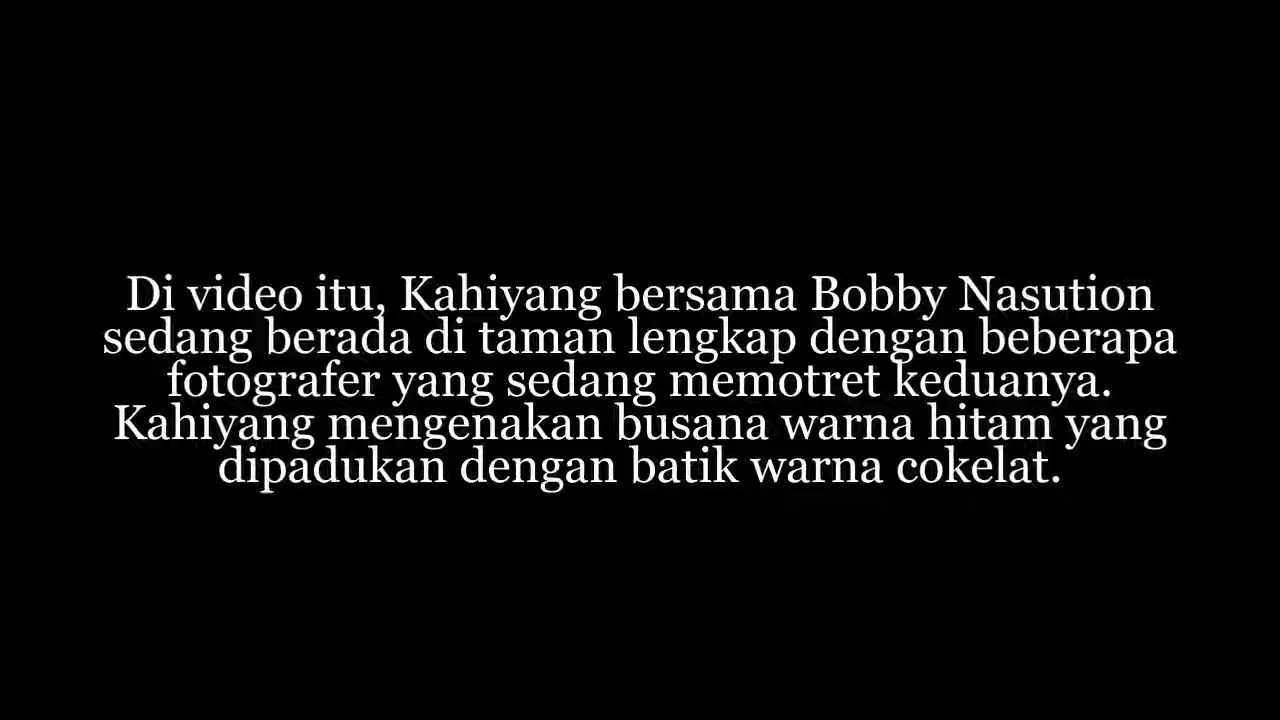 Di video itu, Kahiyang bersama Bobby Nasution
sedang berada di taman lengkap dengan beberapa
fotografer yang sedang memotret keduanya.
Kahiyang mengenakan busana warna hitam yang
dipadukan dengan batik warna cokelat.